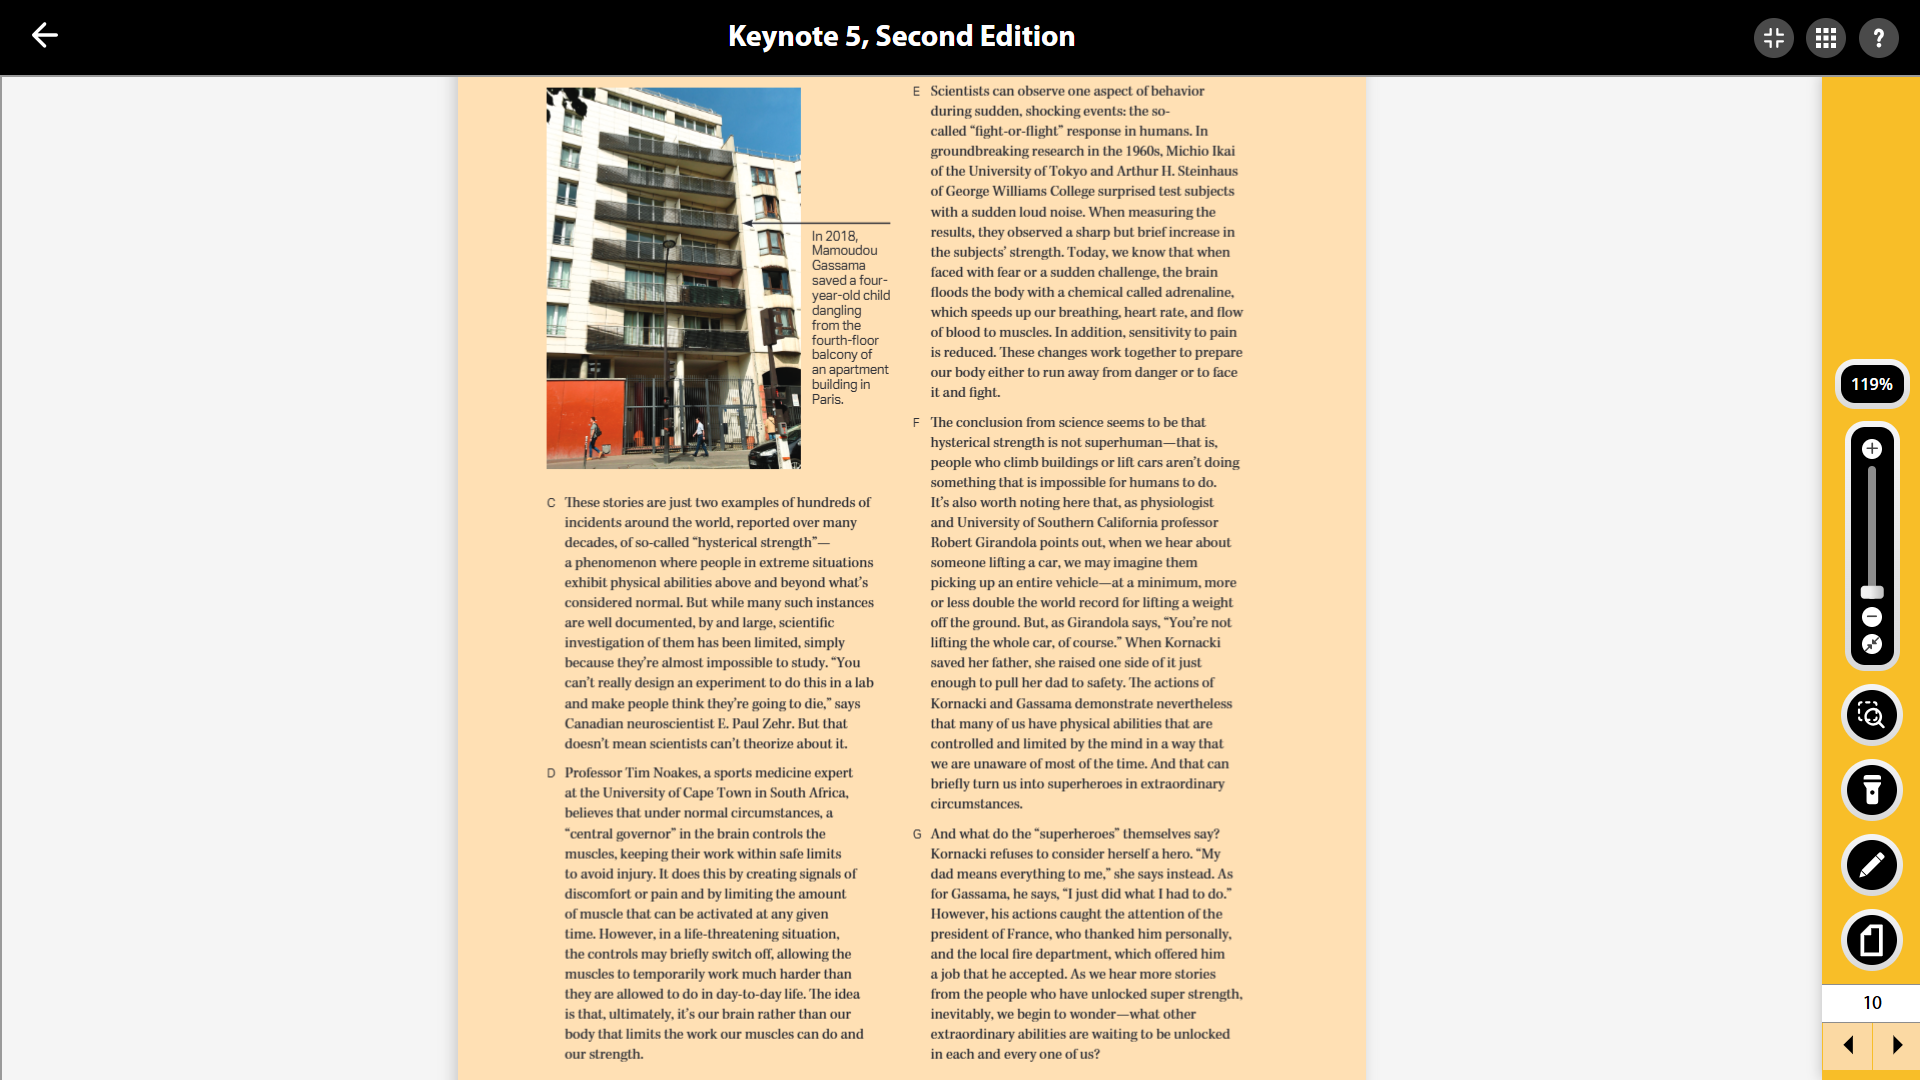 Keynote 5, Second Edition
In 2018,
Mamoudou
Gassama
saved a four-
year-old child
dangling
from the
fourth-floor
balcony of
an apartment
building in
Paris.
C These stories are just two examples of hundreds of
incidents around the world, reported over many
decades, of so-called “hysterical strength”—
a phenomenon where people in extreme situations
exhibit physical abilities above and beyond what’s
considered normal. But while many such instances
are well documented, by and large, scientific
investigation of them has been limited, simply
because they’re almost impossible to study. “You
can’t really design an experiment to do this in a lab
and make people think they’re going to die,” says
Canadian neuroscientist E. Paul Zehr. But that
doesn’t mean scientists can’t theorize about it.
D Professor Tim Noakes, a sports medicine expert
at the University of Cape Town in South Africa,
believes that under normal circumstances, a
“central governor” in the brain controls the
muscles, keeping their work within safe limits
to avoid injury. It does this by creating signals of
discomfort or pain and by limiting the amount
of muscle that can be activated at any given
time. However, in a life-threatening situation,
the controls may briefly switch off, allowing the
muscles to temporarily work much harder than
they are allowed to do in day-to-day life. The idea
is that, ultimately, it’s our brain rather than our
body that limits the work our muscles can do and
our strength.
E Scientists can observe one aspect of behavior
during sudden, shocking events: the so-
called “fight-or-flight” response in humans. In
groundbreaking research in the 1960s, Michio Ikai
of the University of Tokyo and Arthur H. Steinhaus
of George Williams College surprised test subjects
with a sudden loud noise. When measuring the
results, they observed a sharp but brief increase in
the subjects’ strength. Today, we know that when
faced with fear or a sudden challenge, the brain
floods the body with a chemical called adrenaline,
which speeds up our breathing, heart rate, and flow
of blood to muscles. In addition, sensitivity to pain
is reduced. These changes work together to prepare
our body either to run away from danger or to face
it and fight.
F The conclusion from science seems to be that
hysterical strength is not superhuman—that is,
people who climb buildings or lift cars aren’t doing
something that is impossible for humans to do.
It’s also worth noting here that, as physiologist
and University of Southern California professor
Robert Girandola points out, when we hear about
someone lifting a car, we may imagine them
picking up an entire vehicle—at a minimum, more
or less double the world record for lifting a weight
off the ground. But, as Girandola says, “You’re not
lifting the whole car, of course.” When Kornacki
saved her father, she raised one side of it just
enough to pull her dad to safety. The actions of
Kornacki and Gassama demonstrate nevertheless
that many of us have physical abilities that are
controlled and limited by the mind in a way that
we are unaware of most of the time. And that can
briefly turn us into superheroes in extraordinary
circumstances.
G And what do the “superheroes” themselves say?
Kornacki refuses to consider herself a hero. “My
dad means everything to me,” she says instead. As
for Gassama, he says, “I just did what I had to do.”
However, his actions caught the attention of the
president of France, who thanked him personally,
and the local fire department, which offered him
a job that he accepted. As we hear more stories
from the people who have unlocked super strength,
inevitably, we begin to wonder—what other
extraordinary abilities are waiting to be unlocked
in each and every one of us?
119%
10